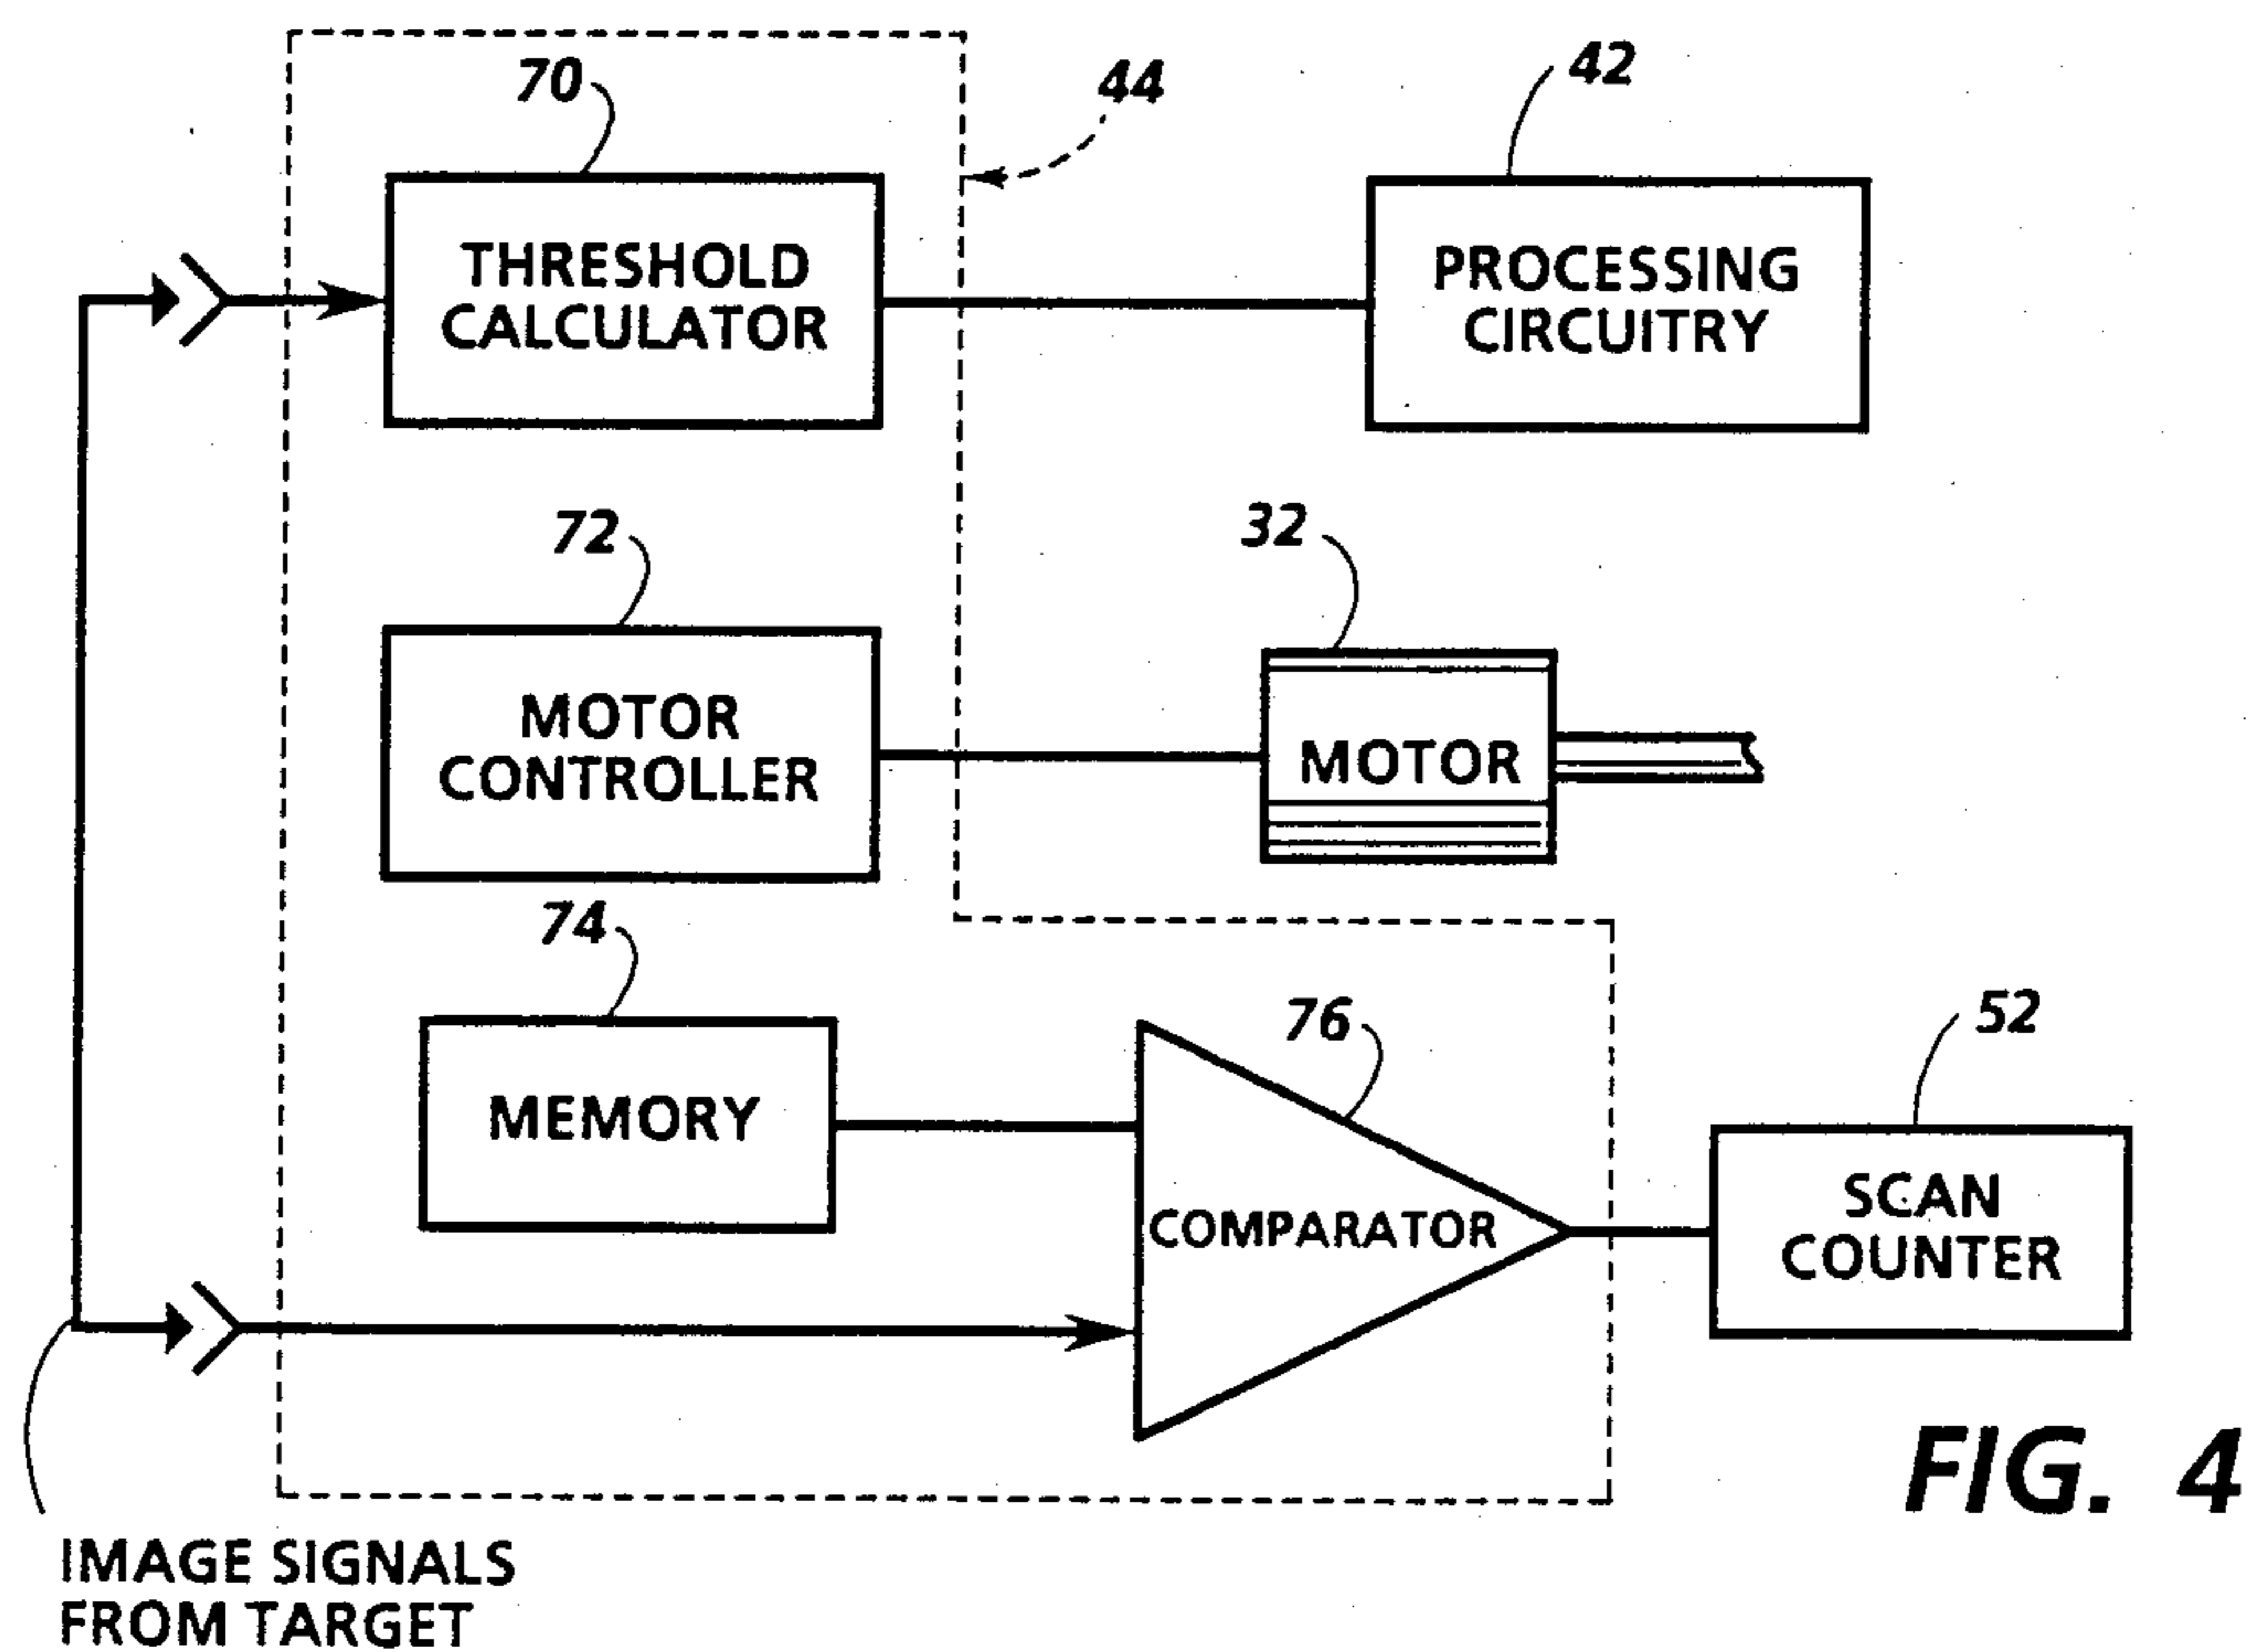 70
44
42
THRESHOLD
CALCULATOR
PROCESSING
CIRCUITRY
72
32
MOTOR
CONTROLLER
MOTOR
74
76
52
MEMORY
COMPARATOR
SCAN
COUNTER
FIG. 4
IMAGE SIGNALS
FROM TARGET